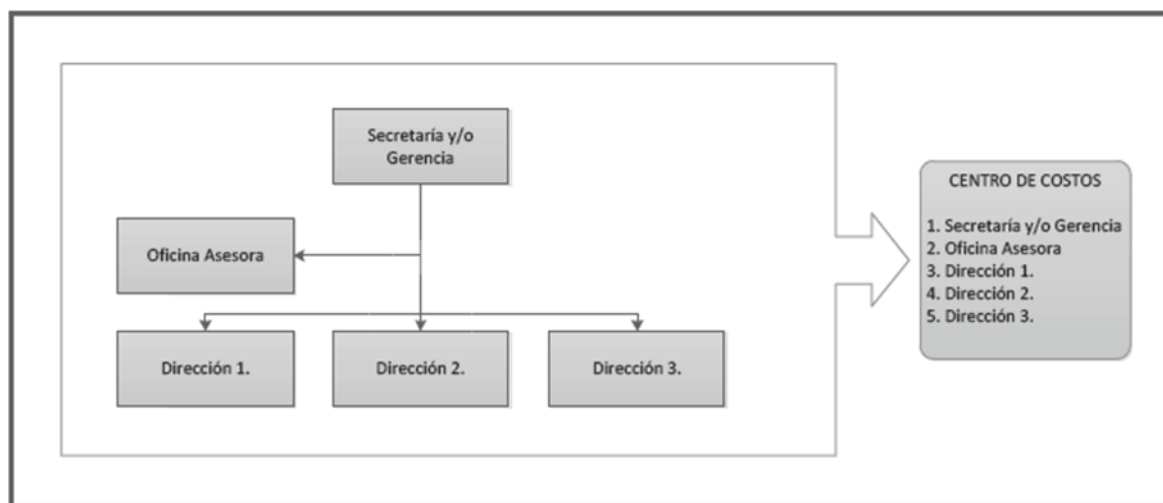 Secretaría y/o
Gerencia
Oficina Asesora
Dirección 1.
Dirección 2.
Dirección 3.
CENTRO DE COSTOS
1. Secretaría y/o Gerencia
2. Oficina Asesora
3. Dirección 1.
4. Dirección 2.
5. Dirección 3.